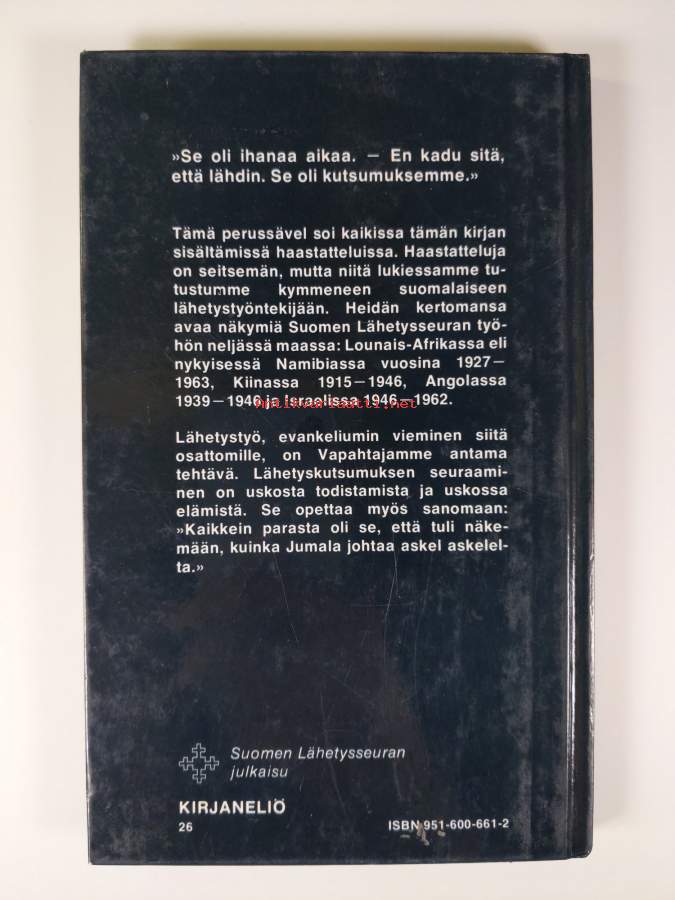 »Se oli ihanaa aikaa. — En kadu sitä,
että lähdin. Se oli kutsumuksemme.»
Tämä perussävel soi kaikissa tämän kirjan
sisältämissä haastatteluissa. Haastatteluja
on seitsemän, mutta niitä lukiessamme tu-
tustumme kymmeneen suomalaiseen
lähetystyöntekijään. Heidän kertomansa
avaa näkymiä Suomen Lähetysseuran työ-
hön neljässä maassa: Lounais-Afrikassa eli
nykyisessä Namibiassa vuosina 1927—
1963, Kiinassa 1915—1946, Angolassa
1939—1946 ja Israelissa 1946—1962.
antikvariaatti.net
Lähetystyö, evankeliumin vieminen siitä
osattomille, on Vapahtajamme antama
tehtävä. Lähetyskutsumuksen seuraami-
nen on uskosta todistamista ja uskossa
elämistä. Se opettaa myös sanomaan:
»Kaikkein parasta oli se, että tuli näke-
mään, kuinka Jumala johtaa askel askelel-
ta.»
Suomen Lähetysseuran
julkaisu
KIRJANELIÖ
26 ISBN 951-600-661-2